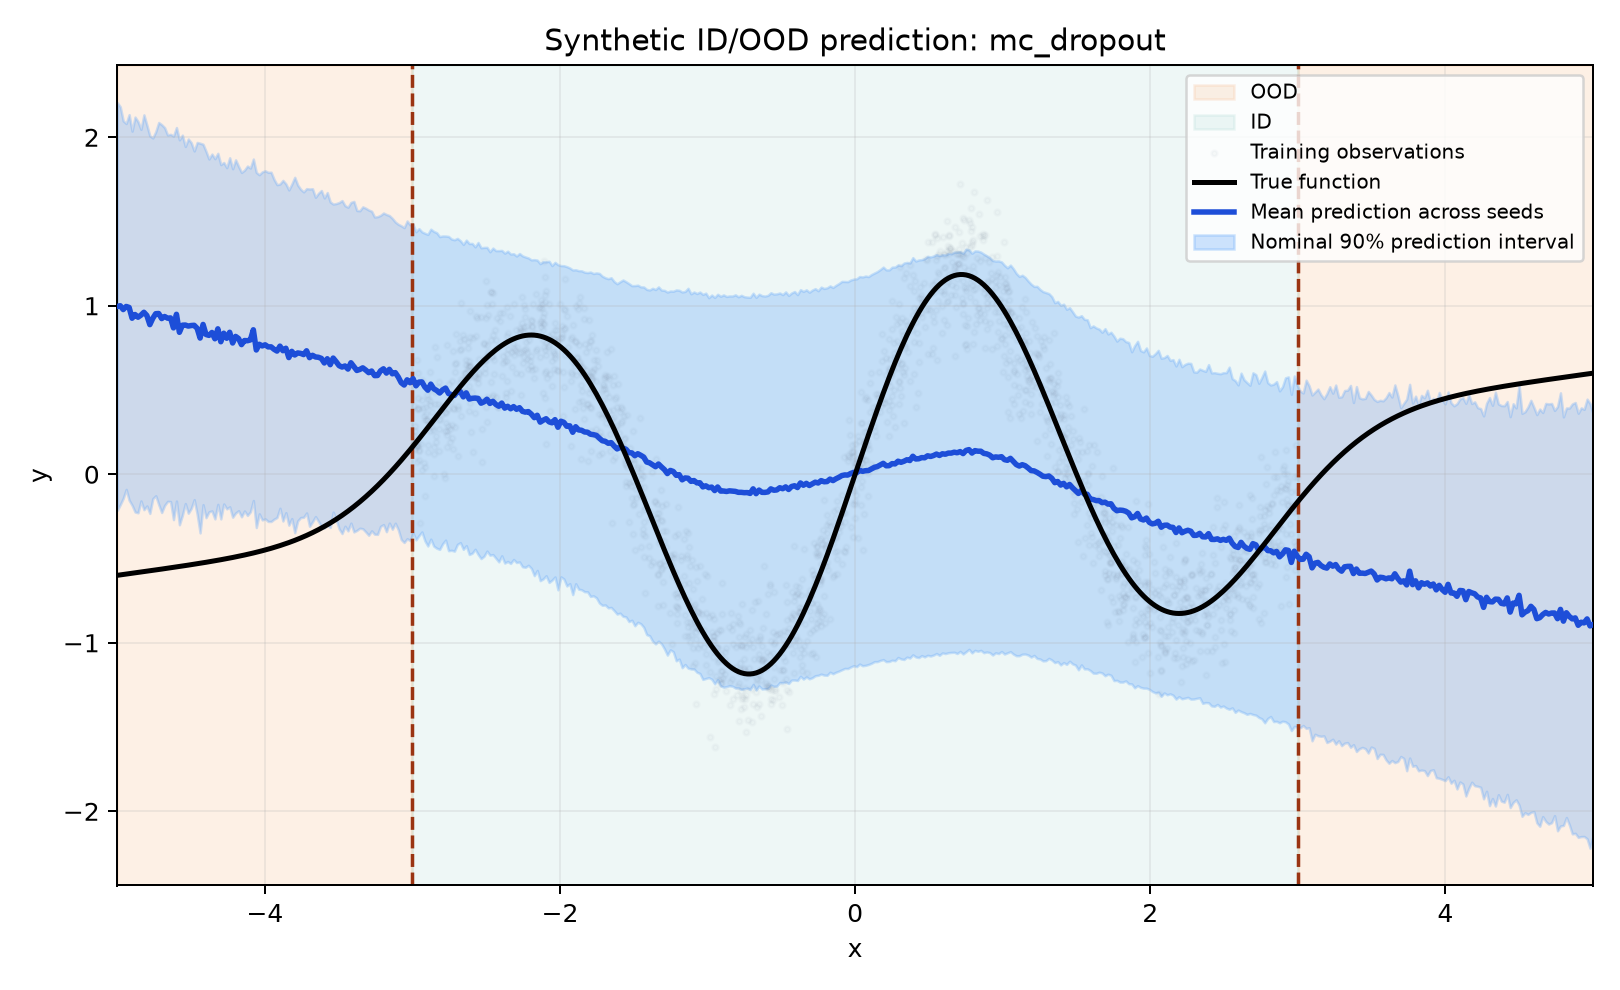 Synthetic ID/OOD prediction: mc_dropout
OOD
ID
Training observations
True function
Mean prediction across seeds
Nominal 90% prediction interval
2
1
0
−1
−2
y
−4
−2
0
2
4
x